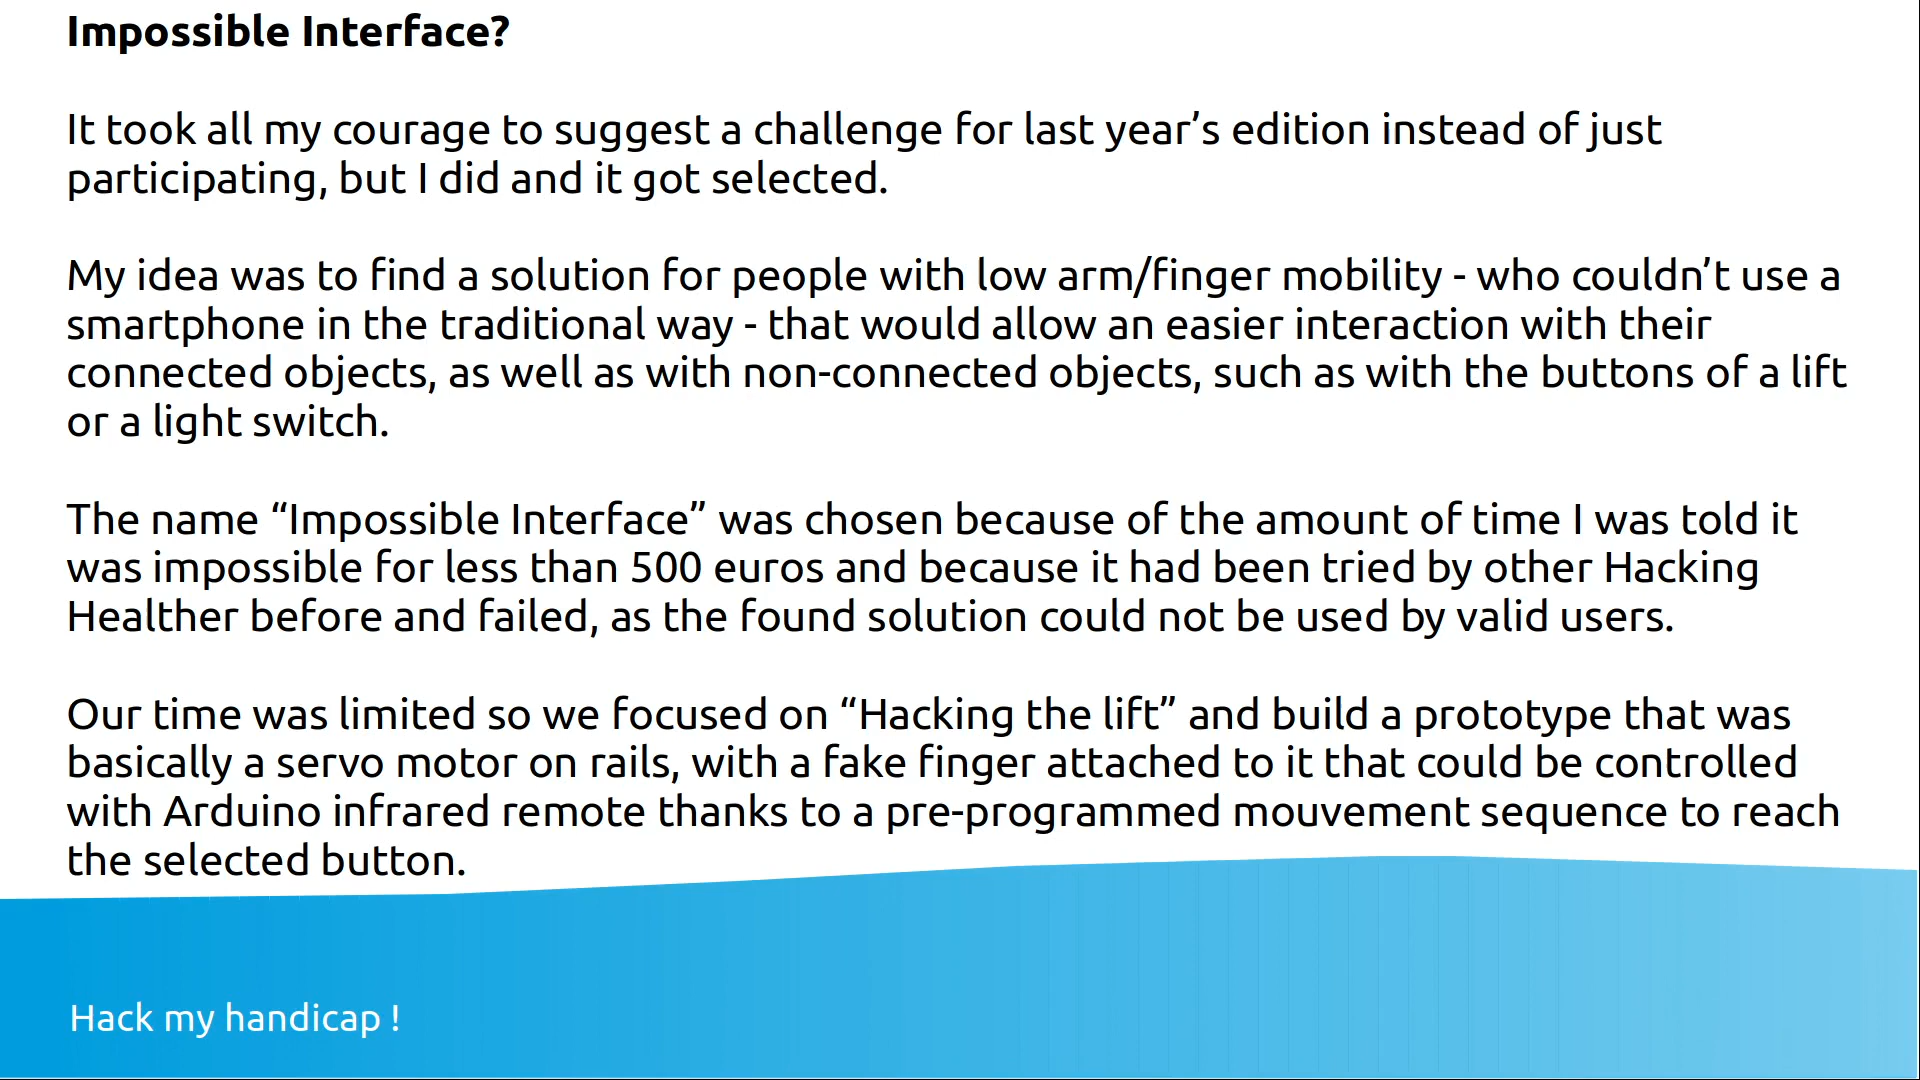 Impossible Interface?
It took all my courage to suggest a challenge for last year’s edition instead of just
participating, but I did and it got selected.
My idea was to find a solution for people with low arm/finger mobility - who couldn’t use a
smartphone in the traditional way - that would allow an easier interaction with their
connected objects, as well as with non-connected objects, such as with the buttons of a lift
or a light switch.
The name “Impossible Interface” was chosen because of the amount of time I was told it
was impossible for less than 500 euros and because it had been tried by other Hacking
Healther before and failed, as the found solution could not be used by valid users.
Our time was limited so we focused on “Hacking the lift” and build a prototype that was
basically a servo motor on rails, with a fake finger attached to it that could be controlled
with Arduino infrared remote thanks to a pre-programmed mouvement sequence to reach
the selected button.
Hack my handicap !